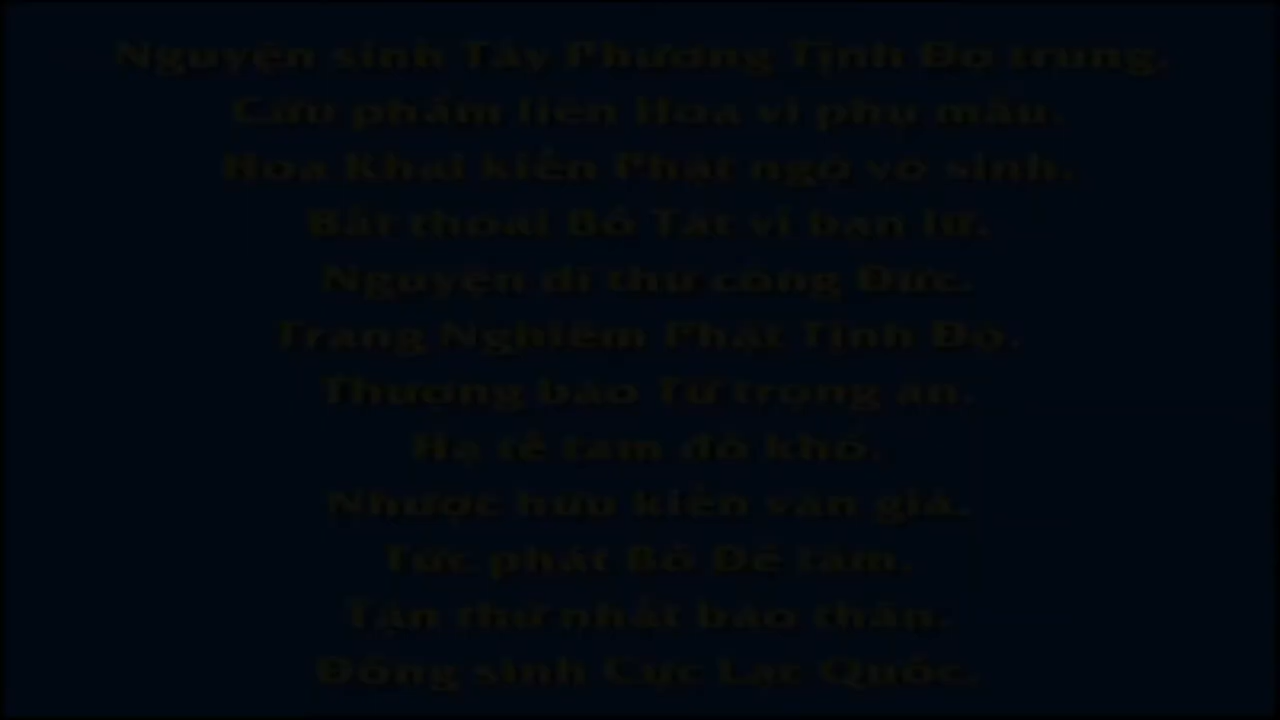 Nguyện sinh Tây Phương Tịnh Độ trung.
Cửu phẩm liên Hoa vi phụ mẫu.
Hoa Khai kiến Phật ngộ vô sinh.
Bất thoái Bồ Tát vi bạn lữ.
Nguyện dĩ thử công Đức.
Trang Nghiêm Phật Tịnh Độ.
Thượng báo Tứ trọng ân.
Hạ tế tam đồ khổ.
Nhược hữu kiến văn giả.
Tức phát Bồ Đề tâm.
Tận thử nhất báo thân.
Đồng sinh Cực Lạc Quốc.